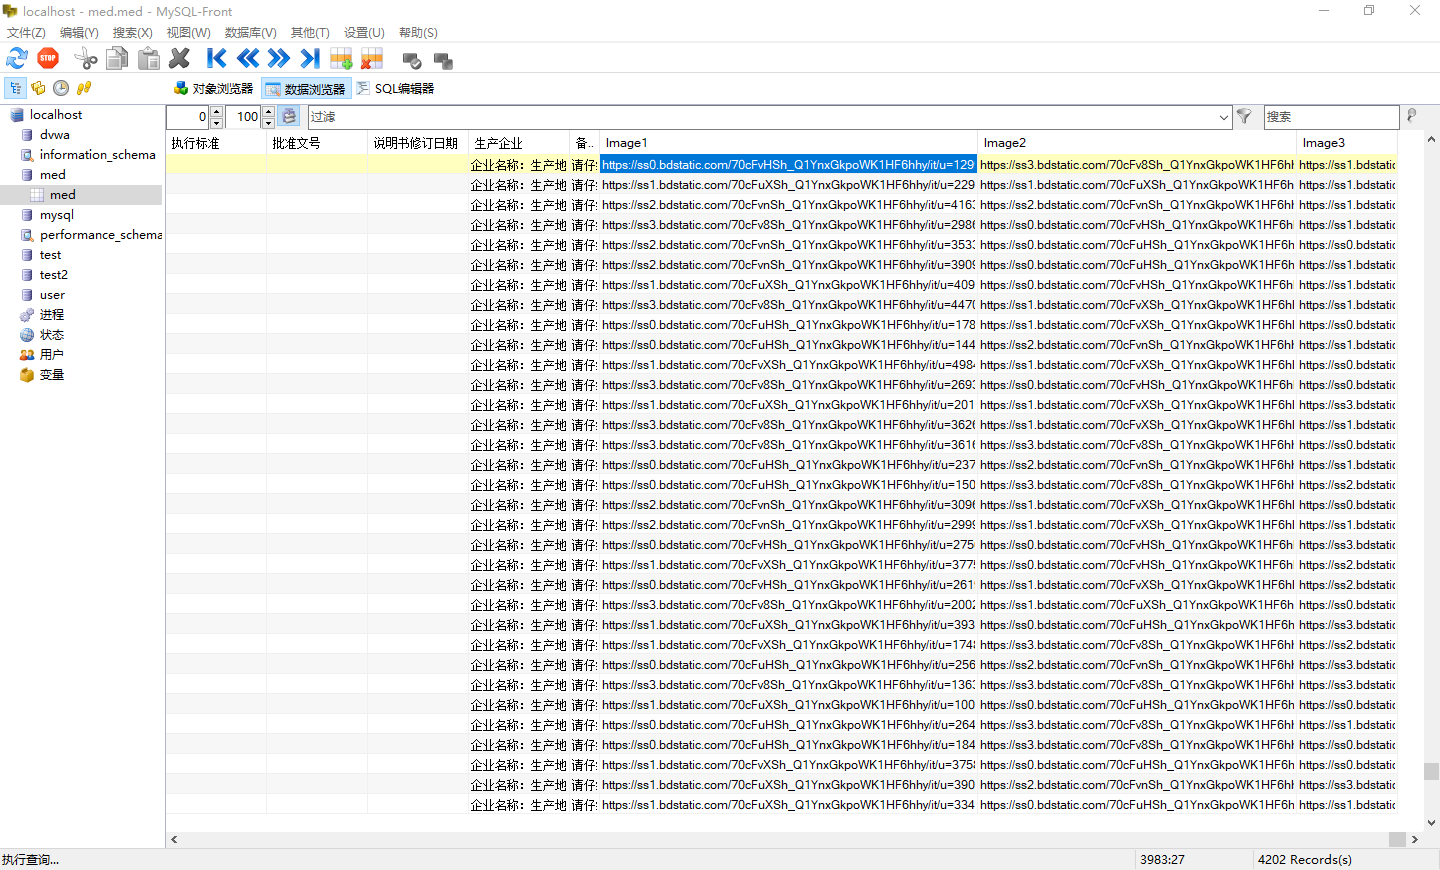 localhost - med.med - MySQL-Front
文件(Z) 编辑(Y) 搜索(X) 视图(W) 数据库(V) 其他(T) 设置(U) 帮助(S)
STOP
对象浏览器 数据浏览器 SQL编辑器
0 100 过滤 搜索
localhost
dvwa
information_schema
med
med
mysql
performance_schema
test
test2
user
进程
状态
用户
变量
执行标准 批准文号 说明书修订日期 生产企业 备.. Image1 Image2 Image3
企业名称：生产地 请仔 https://ss0.bdstatic.com/70cFvHSh_Q1YnxGkpoWK1HF6hhy/it/u=129 https://ss3.bdstatic.com/70cFv8Sh_Q1YnxGkpoWK1HF6hl https://ss1.bdstatic
企业名称：生产地 请仔 https://ss1.bdstatic.com/70cFuXSh_Q1YnxGkpoWK1HF6hhy/it/u=229 https://ss1.bdstatic.com/70cFuXSh_Q1YnxGkpoWK1HF6h https://ss1.bdstatic
企业名称：生产地 请仔 https://ss2.bdstatic.com/70cFvnSh_Q1YnxGkpoWK1HF6hhy/it/u=4163 https://ss2.bdstatic.com/70cFvnSh_Q1YnxGkpoWK1HF6hl https://ss1.bdstatic
企业名称：生产地 请仔 https://ss3.bdstatic.com/70cFv8Sh_Q1YnxGkpoWK1HF6hhy/it/u=2986 https://ss0.bdstatic.com/70cFvHSh_Q1YnxGkpoWK1HF6hl https://ss1.bdstatic
企业名称：生产地 请仔 https://ss2.bdstatic.com/70cFvnSh_Q1YnxGkpoWK1HF6hhy/it/u=3533 https://ss0.bdstatic.com/70cFuHSh_Q1YnxGkpoWK1HF6h https://ss0.bdstatic
企业名称：生产地 请仔 https://ss2.bdstatic.com/70cFvnSh_Q1YnxGkpoWK1HF6hhy/it/u=3909 https://ss0.bdstatic.com/70cFuHSh_Q1YnxGkpoWK1HF6h https://ss1.bdstatic
企业名称：生产地 请仔 https://ss1.bdstatic.com/70cFuXSh_Q1YnxGkpoWK1HF6hhy/it/u=409 https://ss0.bdstatic.com/70cFvHSh_Q1YnxGkpoWK1HF6hl https://ss1.bdstatic
企业名称：生产地 请仔 https://ss3.bdstatic.com/70cFv8Sh_Q1YnxGkpoWK1HF6hhy/it/u=4470 https://ss1.bdstatic.com/70cFvXSh_Q1YnxGkpoWK1HF6hl https://ss1.bdstatic
企业名称：生产地 请仔 https://ss0.bdstatic.com/70cFuHSh_Q1YnxGkpoWK1HF6hhy/it/u=178 https://ss1.bdstatic.com/70cFvXSh_Q1YnxGkpoWK1HF6hl https://ss0.bdstatic
企业名称：生产地 请仔 https://ss0.bdstatic.com/70cFuHSh_Q1YnxGkpoWK1HF6hhy/it/u=144 https://ss2.bdstatic.com/70cFvnSh_Q1YnxGkpoWK1HF6hl https://ss1.bdstatic
企业名称：生产地 请仔 https://ss1.bdstatic.com/70cFvXSh_Q1YnxGkpoWK1HF6hhy/it/u=4984 https://ss1.bdstatic.com/70cFvXSh_Q1YnxGkpoWK1HF6hl https://ss0.bdstatic
企业名称：生产地 请仔 https://ss3.bdstatic.com/70cFv8Sh_Q1YnxGkpoWK1HF6hhy/it/u=2693 https://ss0.bdstatic.com/70cFvHSh_Q1YnxGkpoWK1HF6hl https://ss0.bdstatic
企业名称：生产地 请仔 https://ss1.bdstatic.com/70cFuXSh_Q1YnxGkpoWK1HF6hhy/it/u=201 https://ss1.bdstatic.com/70cFvXSh_Q1YnxGkpoWK1HF6hl https://ss3.bdstatic
企业名称：生产地 请仔 https://ss3.bdstatic.com/70cFv8Sh_Q1YnxGkpoWK1HF6hhy/it/u=3626 https://ss1.bdstatic.com/70cFvXSh_Q1YnxGkpoWK1HF6hl https://ss1.bdstatic
企业名称：生产地 请仔 https://ss3.bdstatic.com/70cFv8Sh_Q1YnxGkpoWK1HF6hhy/it/u=3616 https://ss3.bdstatic.com/70cFv8Sh_Q1YnxGkpoWK1HF6hl https://ss0.bdstatic
企业名称：生产地 请仔 https://ss0.bdstatic.com/70cFuHSh_Q1YnxGkpoWK1HF6hhy/it/u=237 https://ss2.bdstatic.com/70cFvnSh_Q1YnxGkpoWK1HF6hl https://ss1.bdstatic
企业名称：生产地 请仔 https://ss0.bdstatic.com/70cFuHSh_Q1YnxGkpoWK1HF6hhy/it/u=150 https://ss3.bdstatic.com/70cFv8Sh_Q1YnxGkpoWK1HF6hl https://ss2.bdstatic
企业名称：生产地 请仔 https://ss2.bdstatic.com/70cFvnSh_Q1YnxGkpoWK1HF6hhy/it/u=3096 https://ss1.bdstatic.com/70cFvXSh_Q1YnxGkpoWK1HF6hl https://ss0.bdstatic
企业名称：生产地 请仔 https://ss2.bdstatic.com/70cFvnSh_Q1YnxGkpoWK1HF6hhy/it/u=2999 https://ss1.bdstatic.com/70cFvXSh_Q1YnxGkpoWK1HF6hl https://ss1.bdstatic
企业名称：生产地 请仔 https://ss0.bdstatic.com/70cFvHSh_Q1YnxGkpoWK1HF6hhy/it/u=275 https://ss0.bdstatic.com/70cFvHSh_Q1YnxGkpoWK1HF6hl https://ss3.bdstatic
企业名称：生产地 请仔 https://ss1.bdstatic.com/70cFvXSh_Q1YnxGkpoWK1HF6hhy/it/u=3775 https://ss0.bdstatic.com/70cFvHSh_Q1YnxGkpoWK1HF6hl https://ss2.bdstatic
企业名称：生产地 请仔 https://ss0.bdstatic.com/70cFvHSh_Q1YnxGkpoWK1HF6hhy/it/u=2619 https://ss1.bdstatic.com/70cFvXSh_Q1YnxGkpoWK1HF6hl https://ss2.bdstatic
企业名称：生产地 请仔 https://ss3.bdstatic.com/70cFv8Sh_Q1YnxGkpoWK1HF6hhy/it/u=2002 https://ss1.bdstatic.com/70cFuXSh_Q1YnxGkpoWK1HF6h https://ss0.bdstatic
企业名称：生产地 请仔 https://ss1.bdstatic.com/70cFuXSh_Q1YnxGkpoWK1HF6hhy/it/u=393 https://ss0.bdstatic.com/70cFuHSh_Q1YnxGkpoWK1HF6h https://ss3.bdstatic
企业名称：生产地 请仔 https://ss1.bdstatic.com/70cFvXSh_Q1YnxGkpoWK1HF6hhy/it/u=1748 https://ss3.bdstatic.com/70cFv8Sh_Q1YnxGkpoWK1HF6hl https://ss2.bdstatic
企业名称：生产地 请仔 https://ss0.bdstatic.com/70cFuHSh_Q1YnxGkpoWK1HF6hhy/it/u=256 https://ss2.bdstatic.com/70cFvnSh_Q1YnxGkpoWK1HF6hl https://ss3.bdstatic
企业名称：生产地 请仔 https://ss3.bdstatic.com/70cFv8Sh_Q1YnxGkpoWK1HF6hhy/it/u=1363 https://ss3.bdstatic.com/70cFv8Sh_Q1YnxGkpoWK1HF6hl https://ss3.bdstatic
企业名称：生产地 请仔 https://ss1.bdstatic.com/70cFuXSh_Q1YnxGkpoWK1HF6hhy/it/u=100 https://ss0.bdstatic.com/70cFuHSh_Q1YnxGkpoWK1HF6h https://ss0.bdstatic
企业名称：生产地 请仔 https://ss0.bdstatic.com/70cFuHSh_Q1YnxGkpoWK1HF6hhy/it/u=264 https://ss3.bdstatic.com/70cFv8Sh_Q1YnxGkpoWK1HF6hl https://ss1.bdstatic
企业名称：生产地 请仔 https://ss0.bdstatic.com/70cFuHSh_Q1YnxGkpoWK1HF6hhy/it/u=184 https://ss3.bdstatic.com/70cFv8Sh_Q1YnxGkpoWK1HF6hl https://ss0.bdstatic
企业名称：生产地 请仔 https://ss1.bdstatic.com/70cFvXSh_Q1YnxGkpoWK1HF6hhy/it/u=3758 https://ss0.bdstatic.com/70cFuHSh_Q1YnxGkpoWK1HF6h https://ss1.bdstatic
企业名称：生产地 请仔 https://ss1.bdstatic.com/70cFuXSh_Q1YnxGkpoWK1HF6hhy/it/u=390 https://ss2.bdstatic.com/70cFvnSh_Q1YnxGkpoWK1HF6hl https://ss3.bdstatic
企业名称：生产地 请仔 https://ss1.bdstatic.com/70cFuXSh_Q1YnxGkpoWK1HF6hhy/it/u=334 https://ss0.bdstatic.com/70cFuHSh_Q1YnxGkpoWK1HF6h https://ss1.bdstatic
执行查询... 3983:27 4202 Records(s)